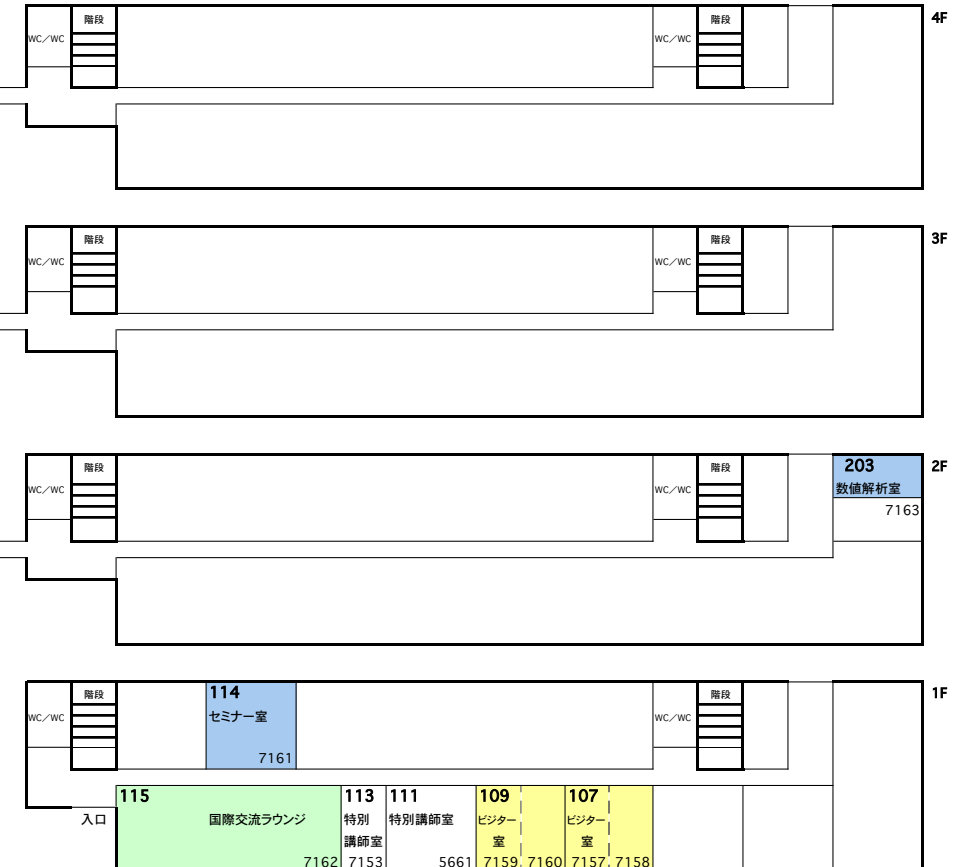 階段
階段
4F
WC／WC
WC／WC
階段
階段
3F
WC／WC
WC／WC
階段
階段
203
2F
WC／WC
WC／WC
数値解析室
7163
114
階段
階段
1F
WC／WC
セミナー室
WC／WC
7161
115
113
111
109
107
入口
国際交流ラウンジ
特別
講師室
特別講師室
ビジター
室
ビジター
室
7162
7153
5661
7159
7160
7157
7158